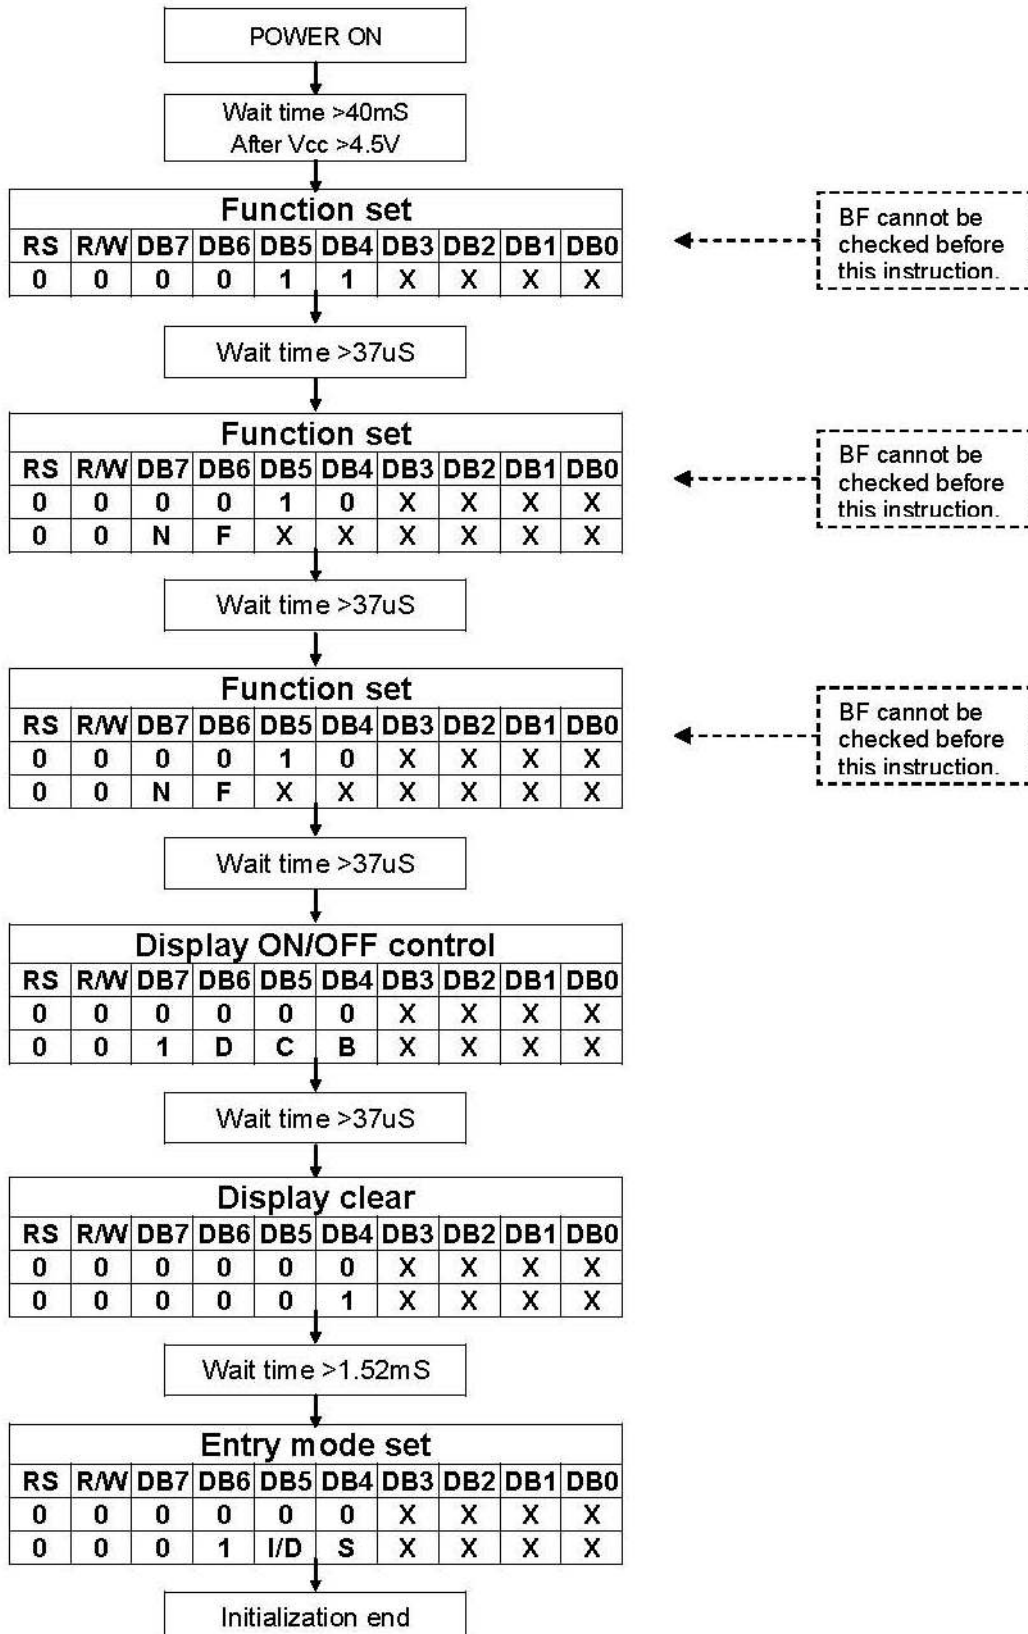 POWER ON
Wait time >40mS
After Vcc >4.5V
Function set
RS R/W DB7 DB6 DB5 DB4 DB3 DB2 DB1 DB0
0 0 0 0 1 1 X X X X
BF cannot be
checked before
this instruction.
Wait time >37uS
Function set
RS R/W DB7 DB6 DB5 DB4 DB3 DB2 DB1 DB0
0 0 0 0 1 0 X X X X
0 0 N F X X X X X X
BF cannot be
checked before
this instruction.
Wait time >37uS
Function set
RS R/W DB7 DB6 DB5 DB4 DB3 DB2 DB1 DB0
0 0 0 0 1 0 X X X X
0 0 N F X X X X X X
BF cannot be
checked before
this instruction.
Wait time >37uS
Display ON/OFF control
RS R/W DB7 DB6 DB5 DB4 DB3 DB2 DB1 DB0
0 0 0 0 0 0 X X X X
0 0 1 D C B X X X X
Wait time >37uS
Display clear
RS R/W DB7 DB6 DB5 DB4 DB3 DB2 DB1 DB0
0 0 0 0 0 0 X X X X
0 0 0 0 0 1 X X X X
Wait time >1.52mS
Entry mode set
RS R/W DB7 DB6 DB5 DB4 DB3 DB2 DB1 DB0
0 0 0 0 0 0 X X X X
0 0 0 1 I/D S X X X X
Initialization end